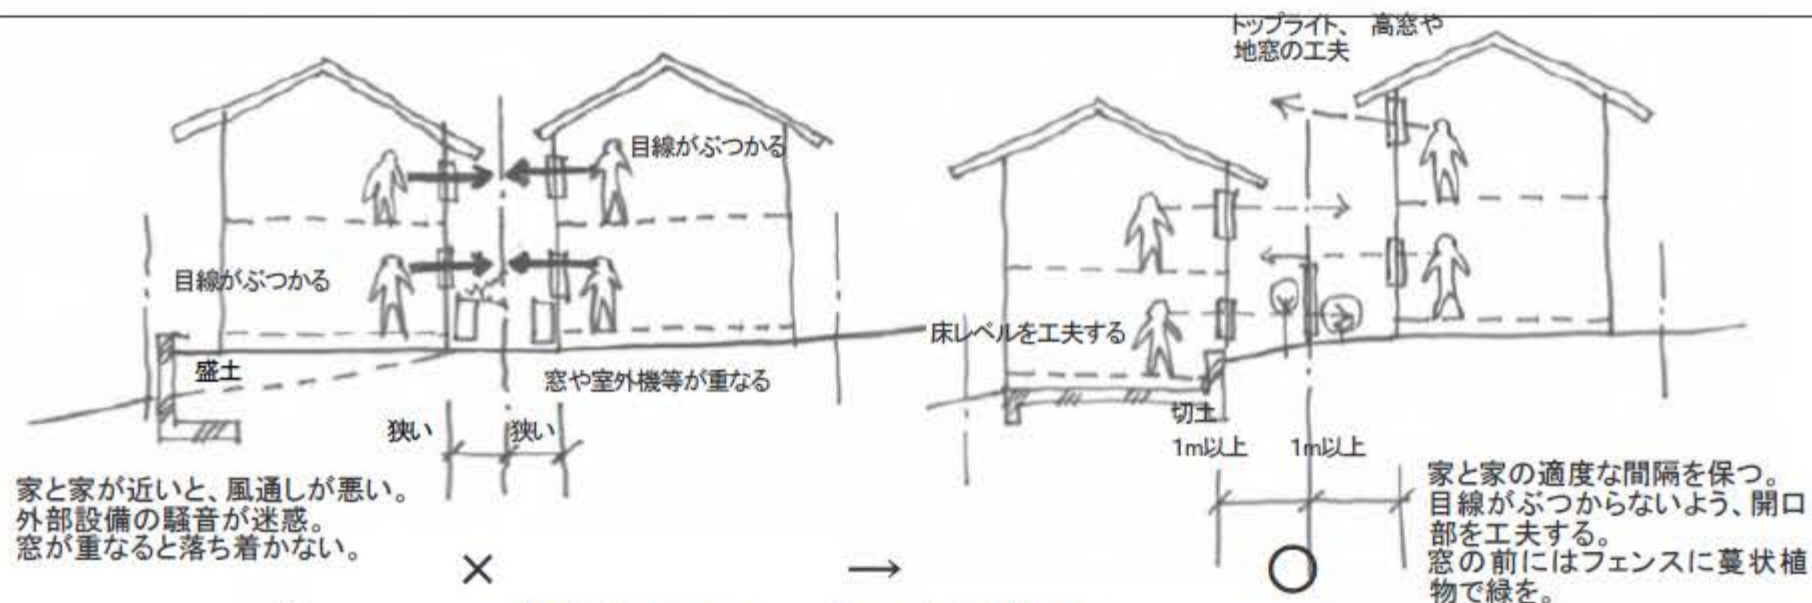 トップライト、 高窓や
地窓の工夫
目線がぶつかる
目線がぶつかる
盛土
窓や室外機等が重なる
狭い
狭い
床レベルを工夫する
切土
1m以上
1m以上
家と家が近いと、風通しが悪い。
外部設備の騒音が迷惑。
窓が重なると落ち着かない。
×
→
○
家と家の適度な間隔を保つ。
目線がぶつからないよう、開口
部を工夫する。
窓の前にはフェンスに蔓状植
物で緑を。